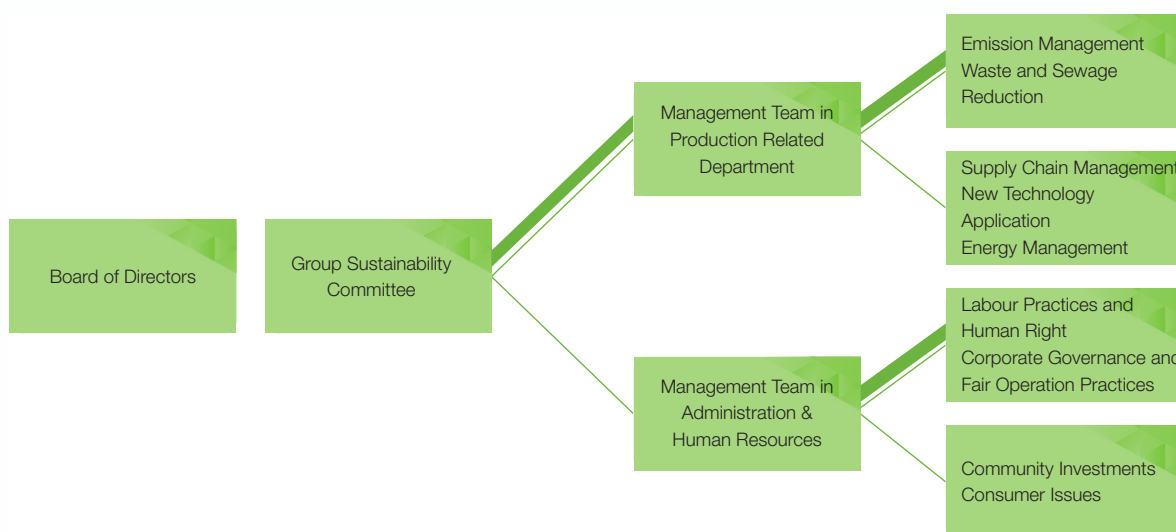 Board of Directors
Group Sustainability
Committee
Management Team in
Production Related
Department
Management Team in
Administration &
Human Resources
Emission Management
Waste and Sewage
Reduction
Supply Chain Management
New Technology
Application
Energy Management
Labour Practices and
Human Right
Corporate Governance and
Fair Operation Practices
Community Investments
Consumer Issues